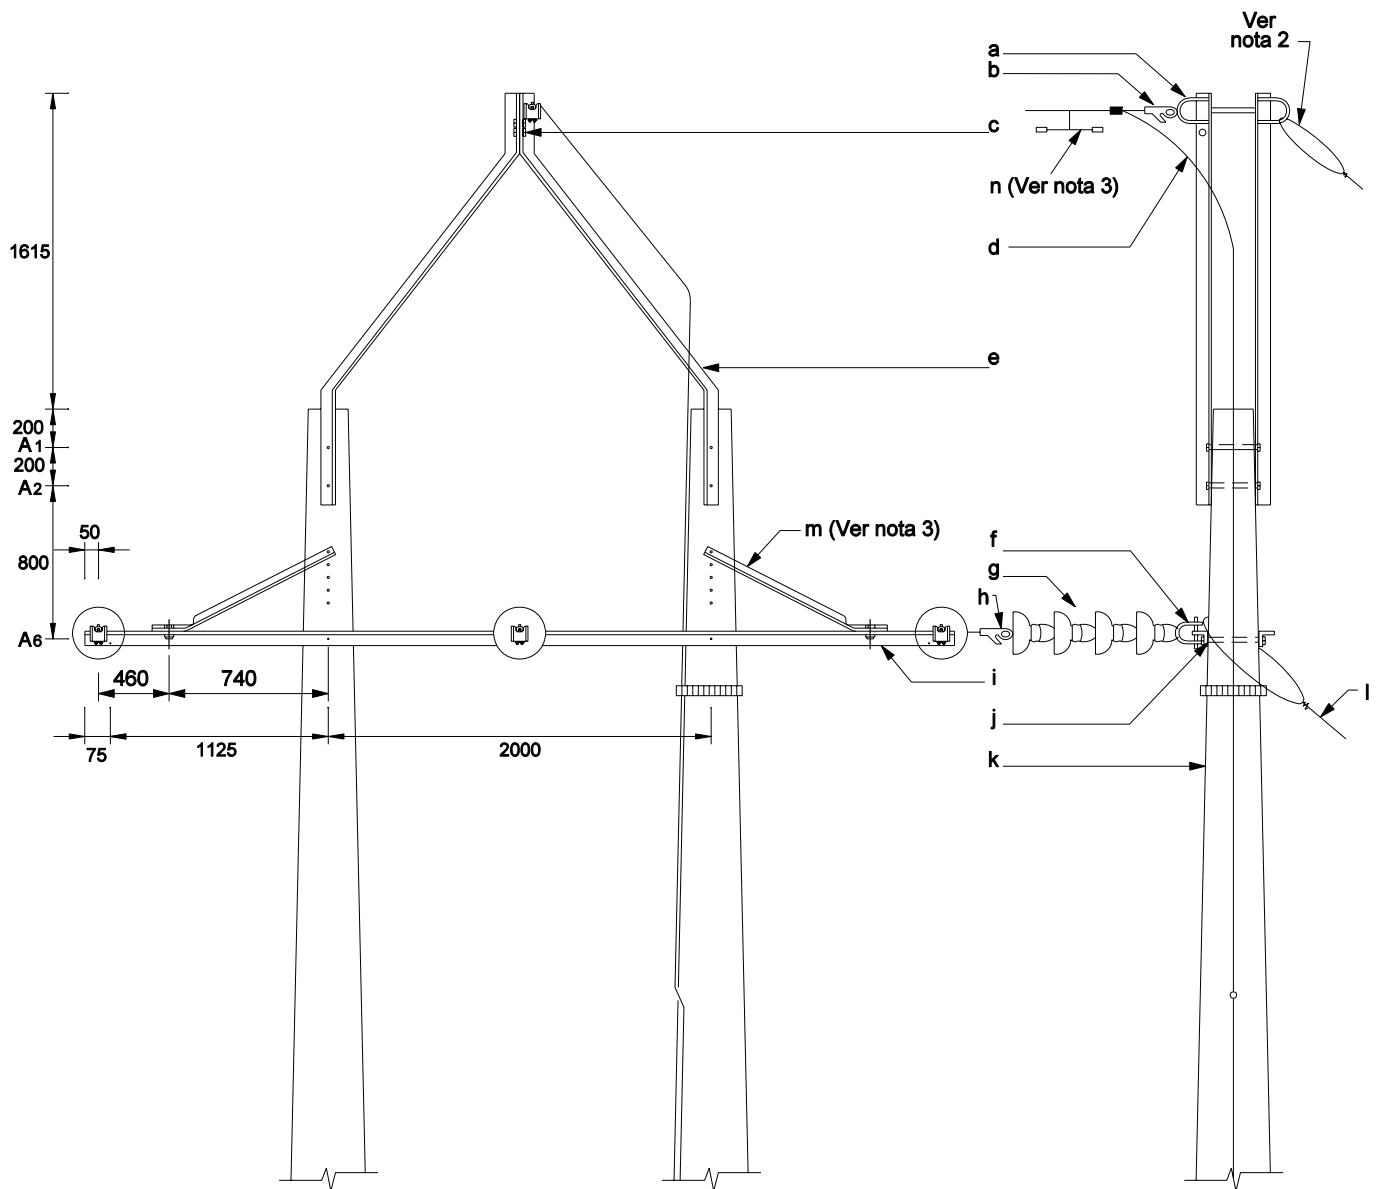 Ver
nota 2
a
b
c
n (Ver nota 3)
d
1615
e
200
A1
200
A2
50
800
m (Ver nota 3)
f
g
h
A6
460
740
i
j
l
75
1125
2000
k